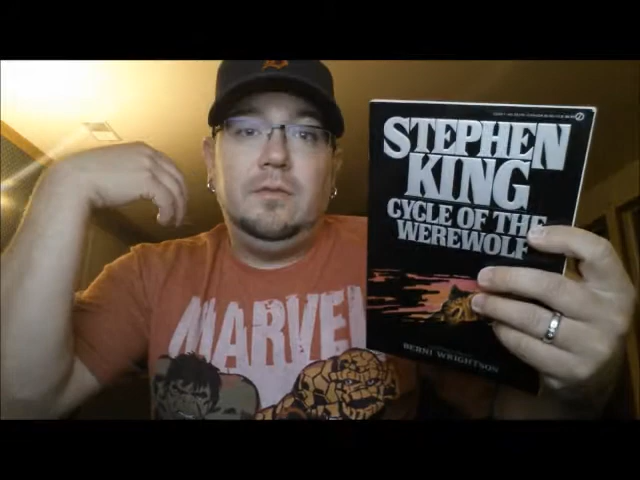 STEPHEN
KING
CYCLE OF THE
WEREWOLF
BERNI WRIGHTSON
MARVEL